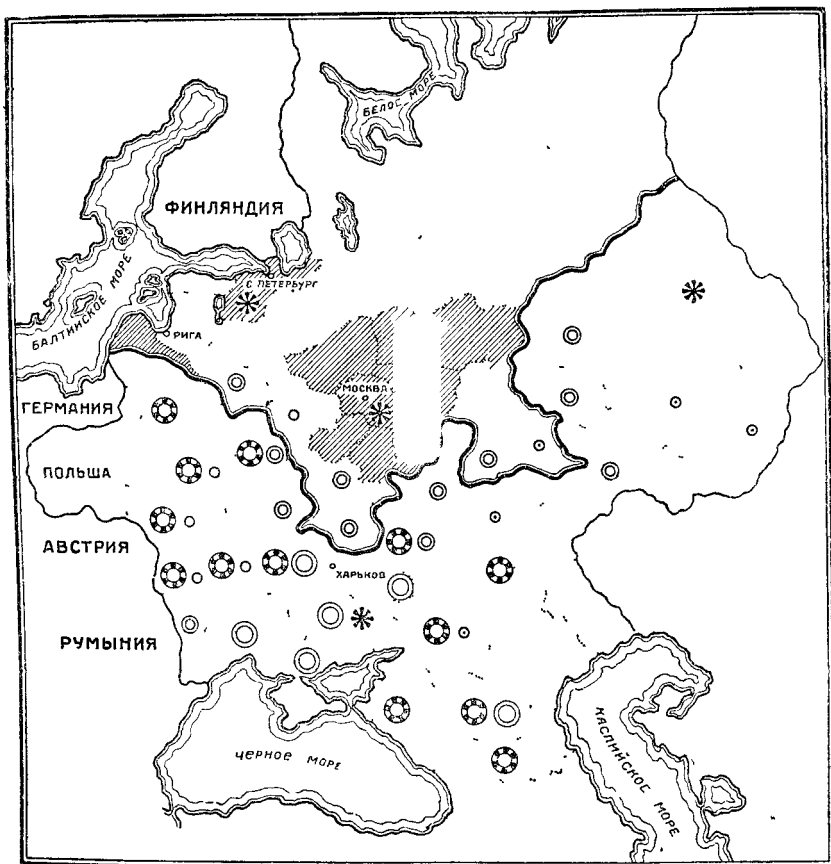 БЕЛОЕ МОРЕ
ФИНЛЯНДИЯ
С ПЕТЕРБУРГ
БАЛТИЙСКОЕ МОРЕ
РИГА
МОСКВА
ГЕРМАНИЯ
ПОЛЬША
АВСТРИЯ
ХАРЬКОВ
РУМЫНИЯ
ЧЕРНОЕ МОРЕ
КАСПИЙСКОЕ МОРЕ